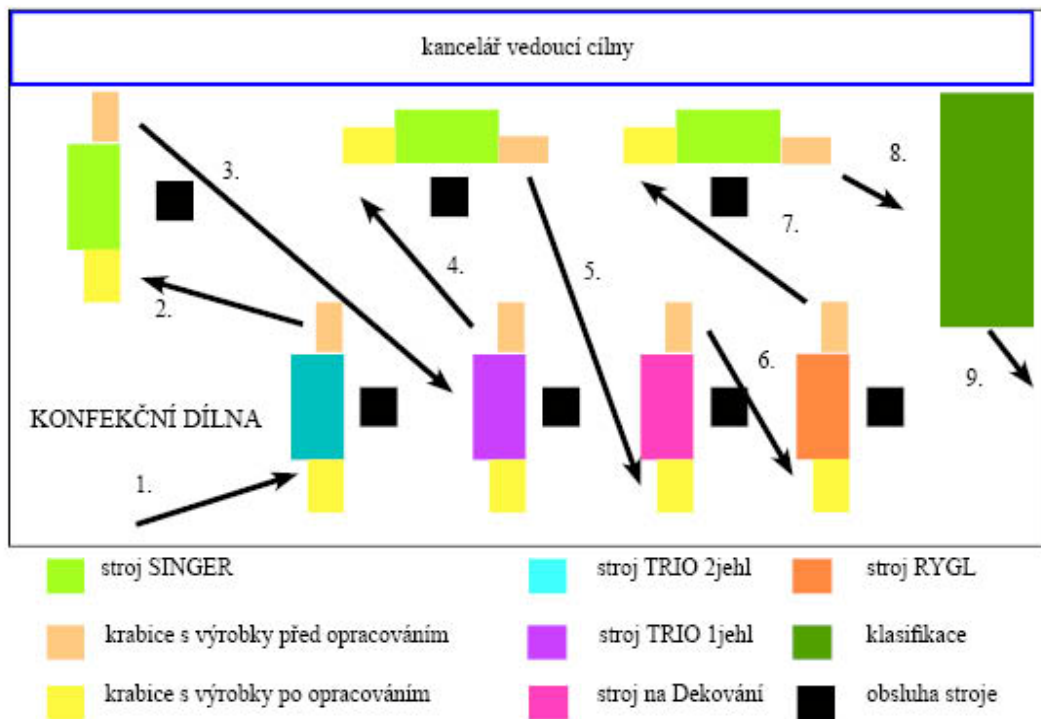 kancelář vedoucí cílny
3.
8.
7.
4.
5.
2.
6.
9.
KONFEKČNÍ DÍLNA
1.
stroj SINGER
stroj TRIO 2jehl
stroj RYGL
krabice s výrobky před opracováním
stroj TRIO 1jehl
klasifikace
krabice s výrobky po opracováním
stroj na Dekování
obsluha stroje